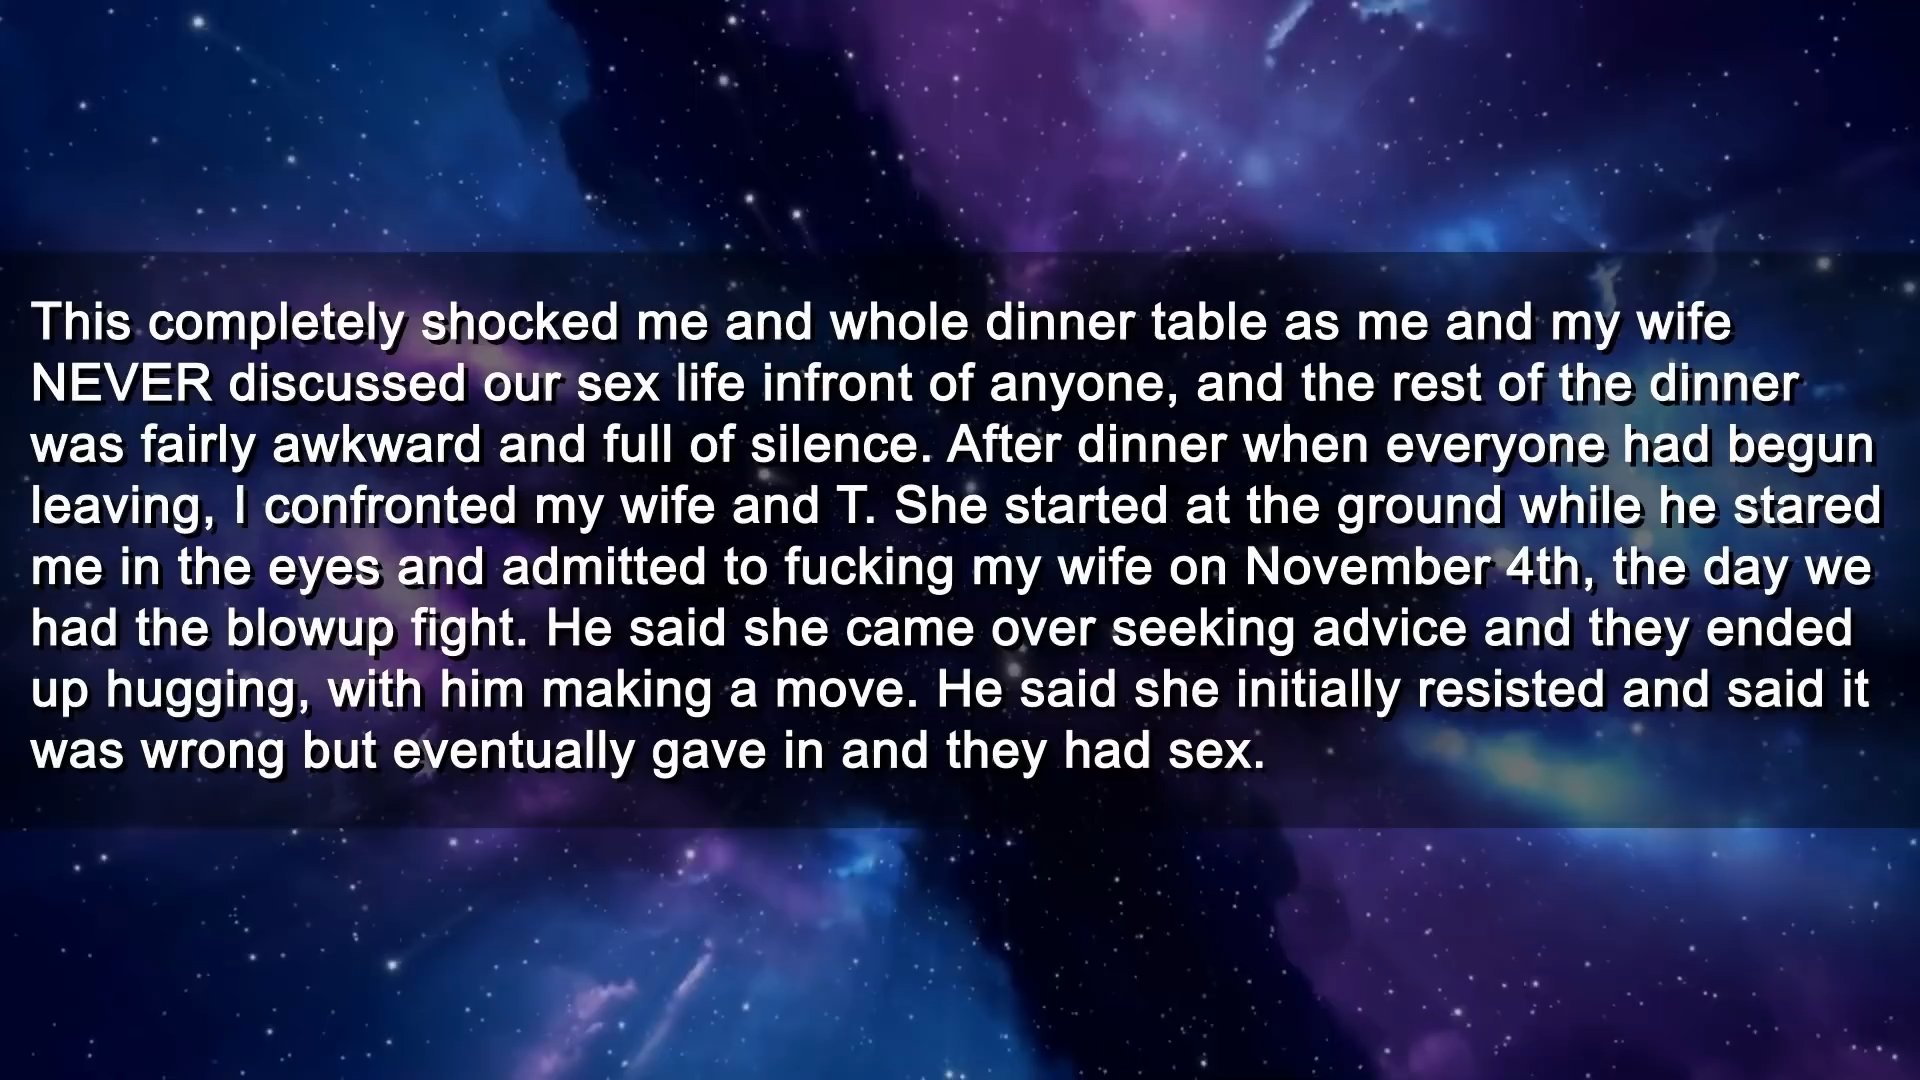 This completely shocked me and whole dinner table as me and my wife
NEVER discussed our sex life infront of anyone, and the rest of the dinner
was fairly awkward and full of silence. After dinner when everyone had begun
leaving, I confronted my wife and T. She started at the ground while he stared
me in the eyes and admitted to fucking my wife on November 4th, the day we
had the blowup fight. He said she came over seeking advice and they ended
up hugging, with him making a move. He said she initially resisted and said it
was wrong but eventually gave in and they had sex.